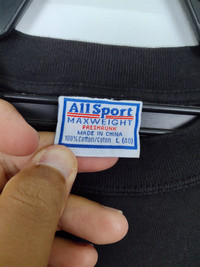 All Sport
MAXWEIGHT
PRESHRUNK
MADE IN CHINA
100% Cotton/Coton L (G)